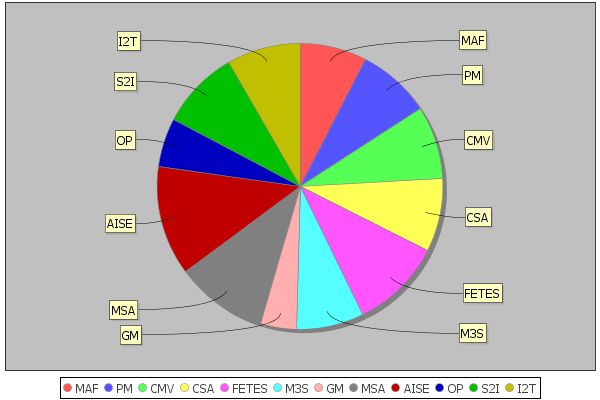 I2T
MAF
PM
S2I
OP
CMV
AISE
CSA
MSA
FETES
GM
M3S
MAF PM CMV CSA FETES M3S GM MSA AISE OP S2I I2T